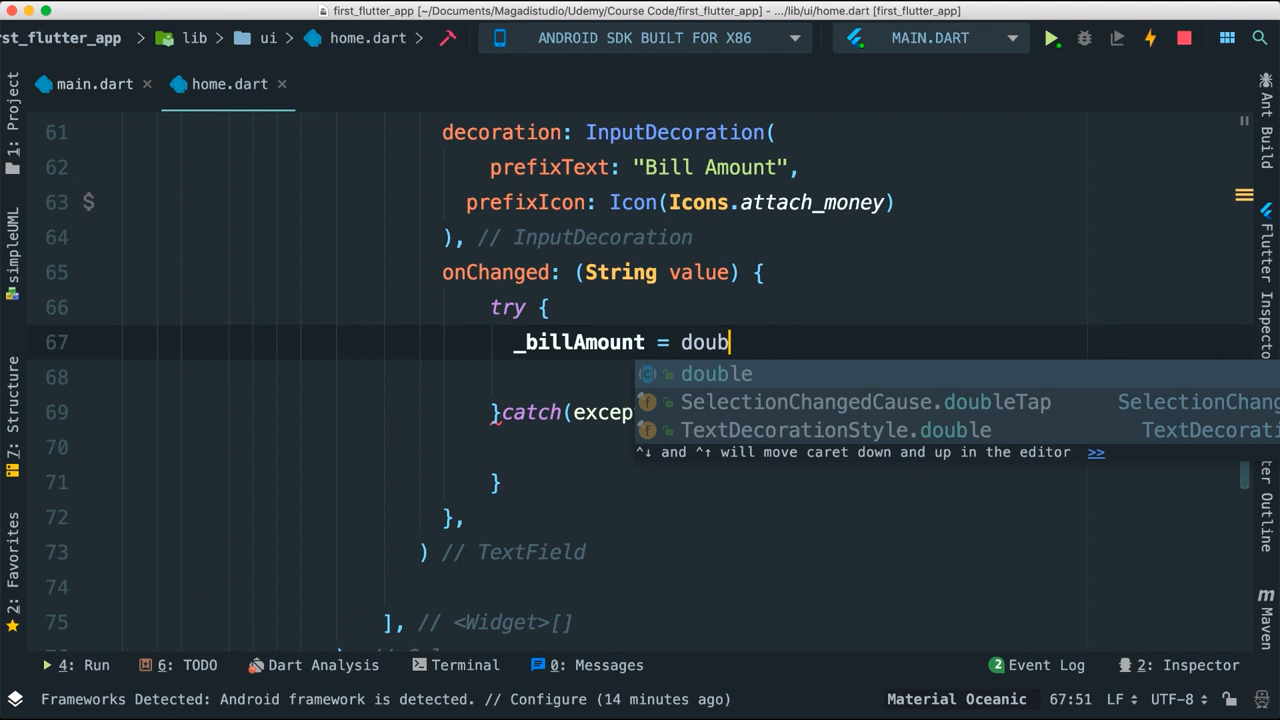 first_flutter_app [~/Documents/Magadistudio/Udemy/Course Code/first_flutter_app] - .../lib/ui/home.dart [first_flutter_app]
rst_flutter_app lib ui home.dart ANDROID SDK BUILT FOR X86 MAIN.DART
main.dart home.dart
1: Project
simpleUML
7: Structure
2: Favorites
61 decoration: InputDecoration(
62 prefixText: "Bill Amount",
63 $ prefixIcon: Icon(Icons.attach_money)
64 ), // InputDecoration
65 onChanged: (String value) {
66 try {
67 _billAmount = doub
double
68
SelectionChangedCause.doubleTap SelectionChang
69 }catch(excep
TextDecorationStyle.double TextDecorati
70
^↓ and ^↑ will move caret down and up in the editor >>
71 }
72 },
73 ) // TextField
74
75 ], // <Widget>[]
Ant Build
Flutter Inspecto
ter Outline
m Maven
4: Run 6: TODO Dart Analysis Terminal 0: Messages 2 Event Log 2: Inspector
Frameworks Detected: Android framework is detected. // Configure (14 minutes ago) Material Oceanic 67:51 LF UTF-8